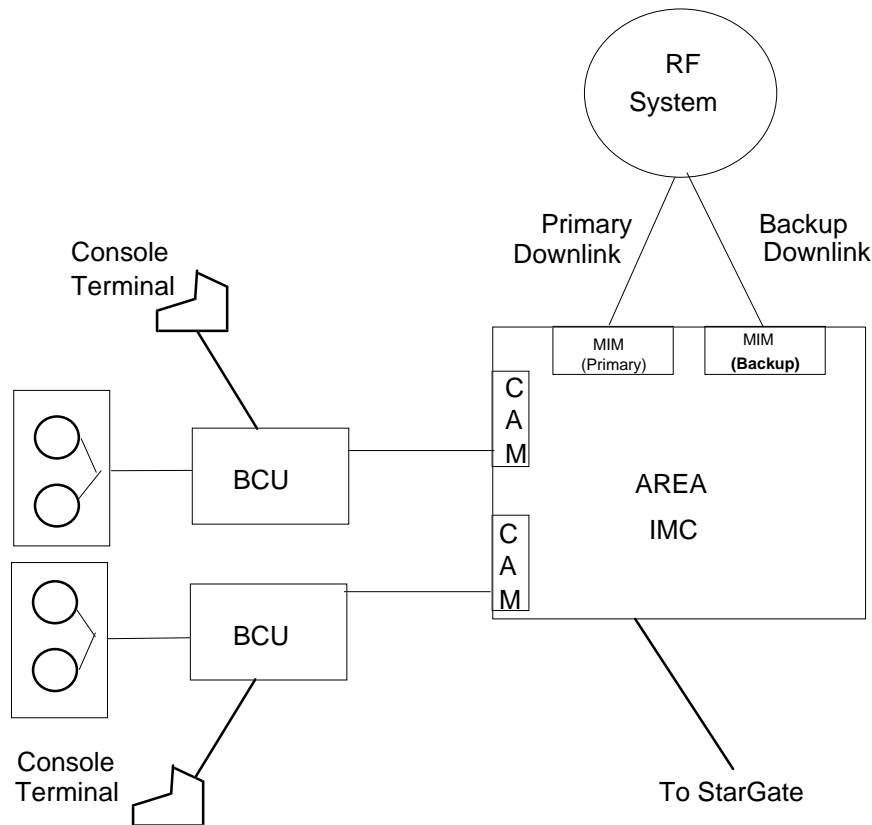 RF
System
Primary
Downlink
Backup
Downlink
Console
Terminal
MIM
(Primary)
MIM
(Backup)
C
A
M
BCU
AREA
IMC
C
A
M
BCU
Console
Terminal
To StarGate